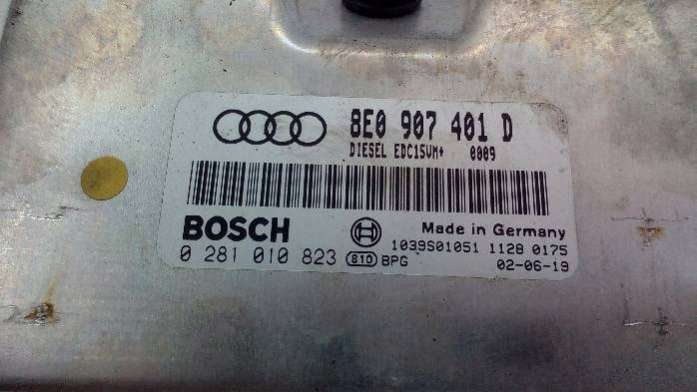 8E0 907 401 D
DIESEL EDC15VM+ 0009
BOSCH
Made in Germany
0 281 010 823
810 BPG
1039S01051 1128 0175
02-06-19